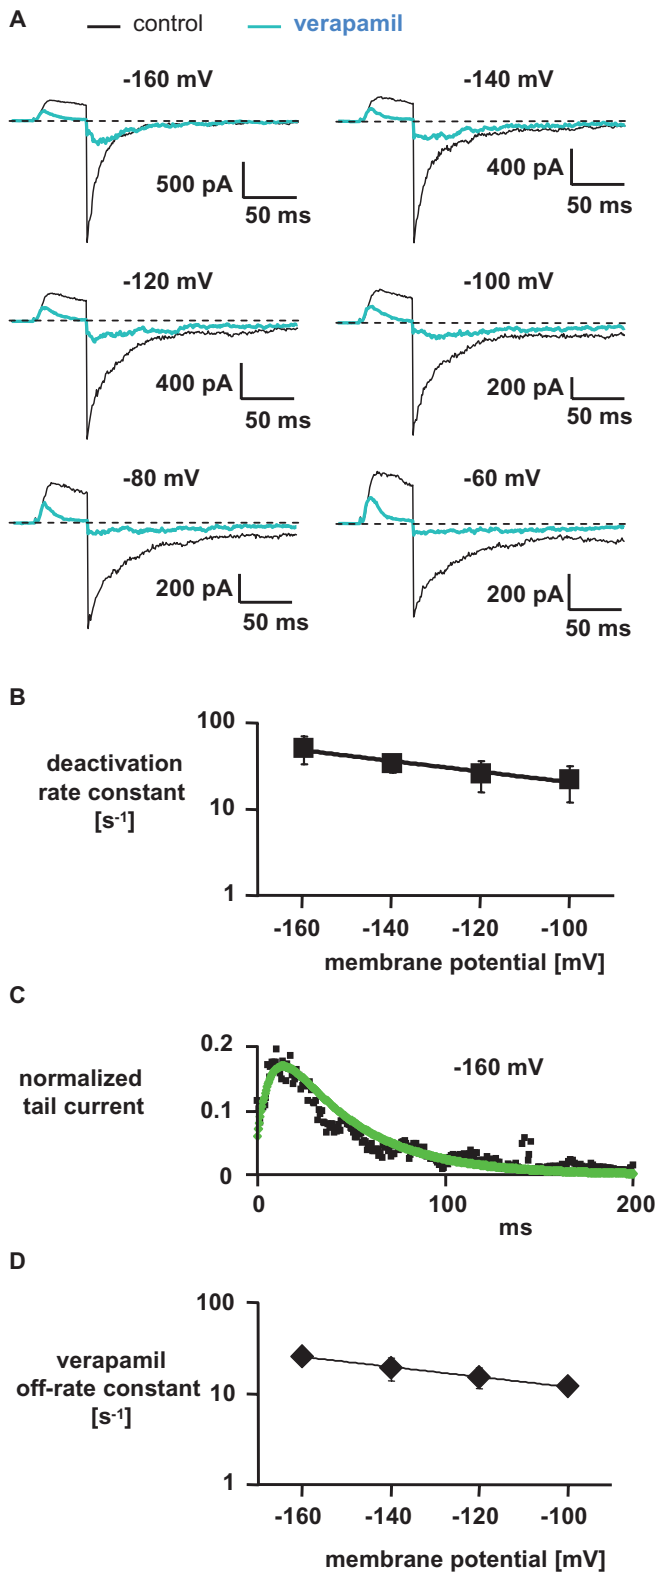 A
control verapamil
-160 mV -140 mV
500 pA 400 pA
50 ms 50 ms
-120 mV -100 mV
400 pA 200 pA
50 ms 50 ms
-80 mV -60 mV
200 pA 200 pA
50 ms 50 ms
B
100
deactivation
rate constant
[s⁻¹]
10
1
-160 -140 -120 -100
membrane potential [mV]
C
0.2
-160 mV
normalized
tail current
0.1
0
0 100 200
ms
D
100
verapamil
off-rate constant
[s⁻¹]
10
1
-160 -140 -120 -100
membrane potential [mV]